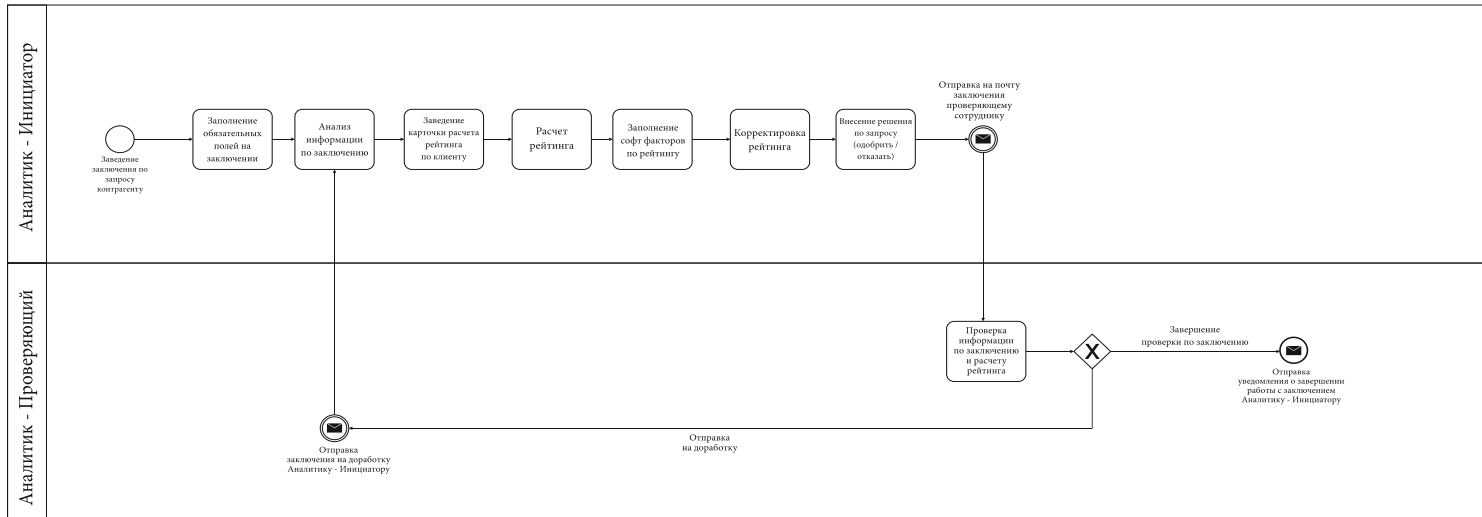 Аналитик - Инициатор
Заведение
заключения по
запросу
контрагенту
Заполнение
обязательных
полей на
заключении
Анализ
информации
по заключению
Заведение
карточки расчета
рейтинга
по клиенту
Расчет
рейтинга
Заполнение
софт факторов
по рейтингу
Корректировка
рейтинга
Внесение решения
по запросу
(одобрить /
отказать)
Отправка на почту
заключения
проверяющему
сотруднику
Аналитик - Проверяющий
Проверка
информации
по заключению
и расчету
рейтинга
X
Завершение
проверки по заключению
Отправка
уведомления о завершении
работы с заключением
Аналитику - Инициатору
Отправка
на доработку
Отправка
заключения на доработку
Аналитику - Инициатору